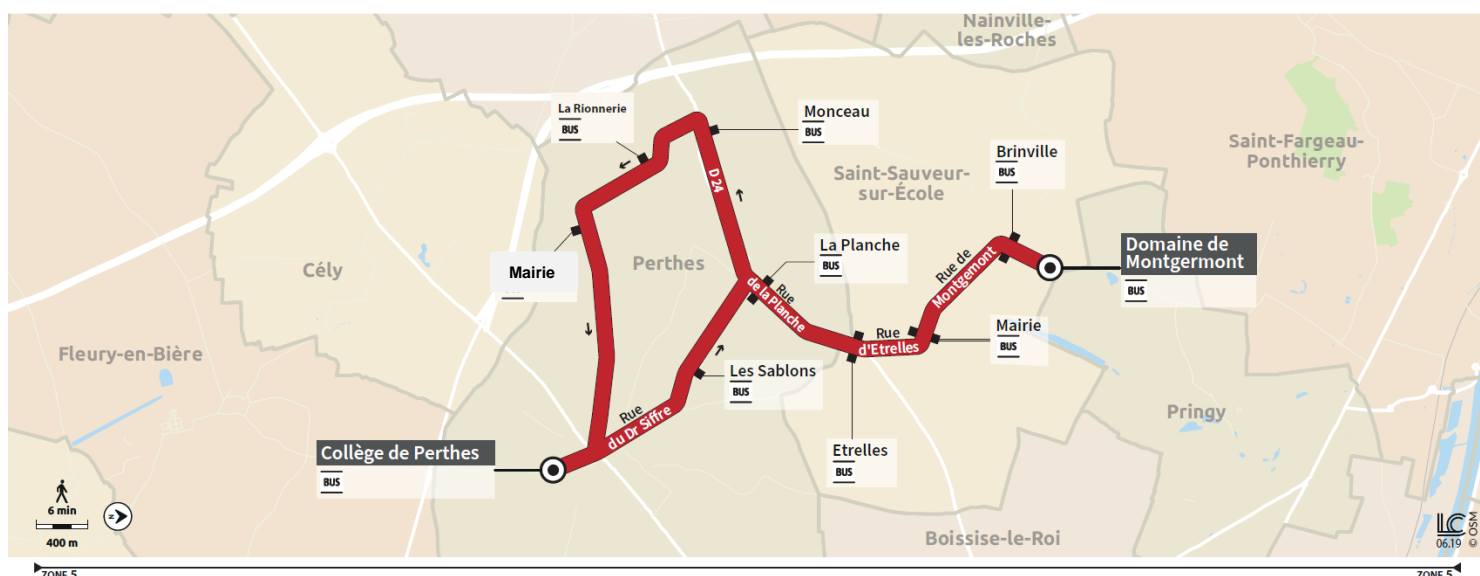 Nainville-
les-Roches
La Rionnerie
BUS
Monceau
BUS
Brinville
BUS
Saint-Fargeau-
Ponthierry
Saint-Sauveur-
sur-École
D 24
La Planche
BUS
Domaine de
Montgermont
BUS
Cély
Mairie
Perthes
Rue
de la Planche
Rue de
Montgemont
Rue
d'Etrelles
Mairie
BUS
Fleury-en-Bière
Les Sablons
BUS
Rue
du Dr Siffre
Pringy
Collège de Perthes
BUS
Etrelles
BUS
6 min
400 m
N
Boissise-le-Roi
LC
06.19
© OSM
ZONE 5
ZONE 5